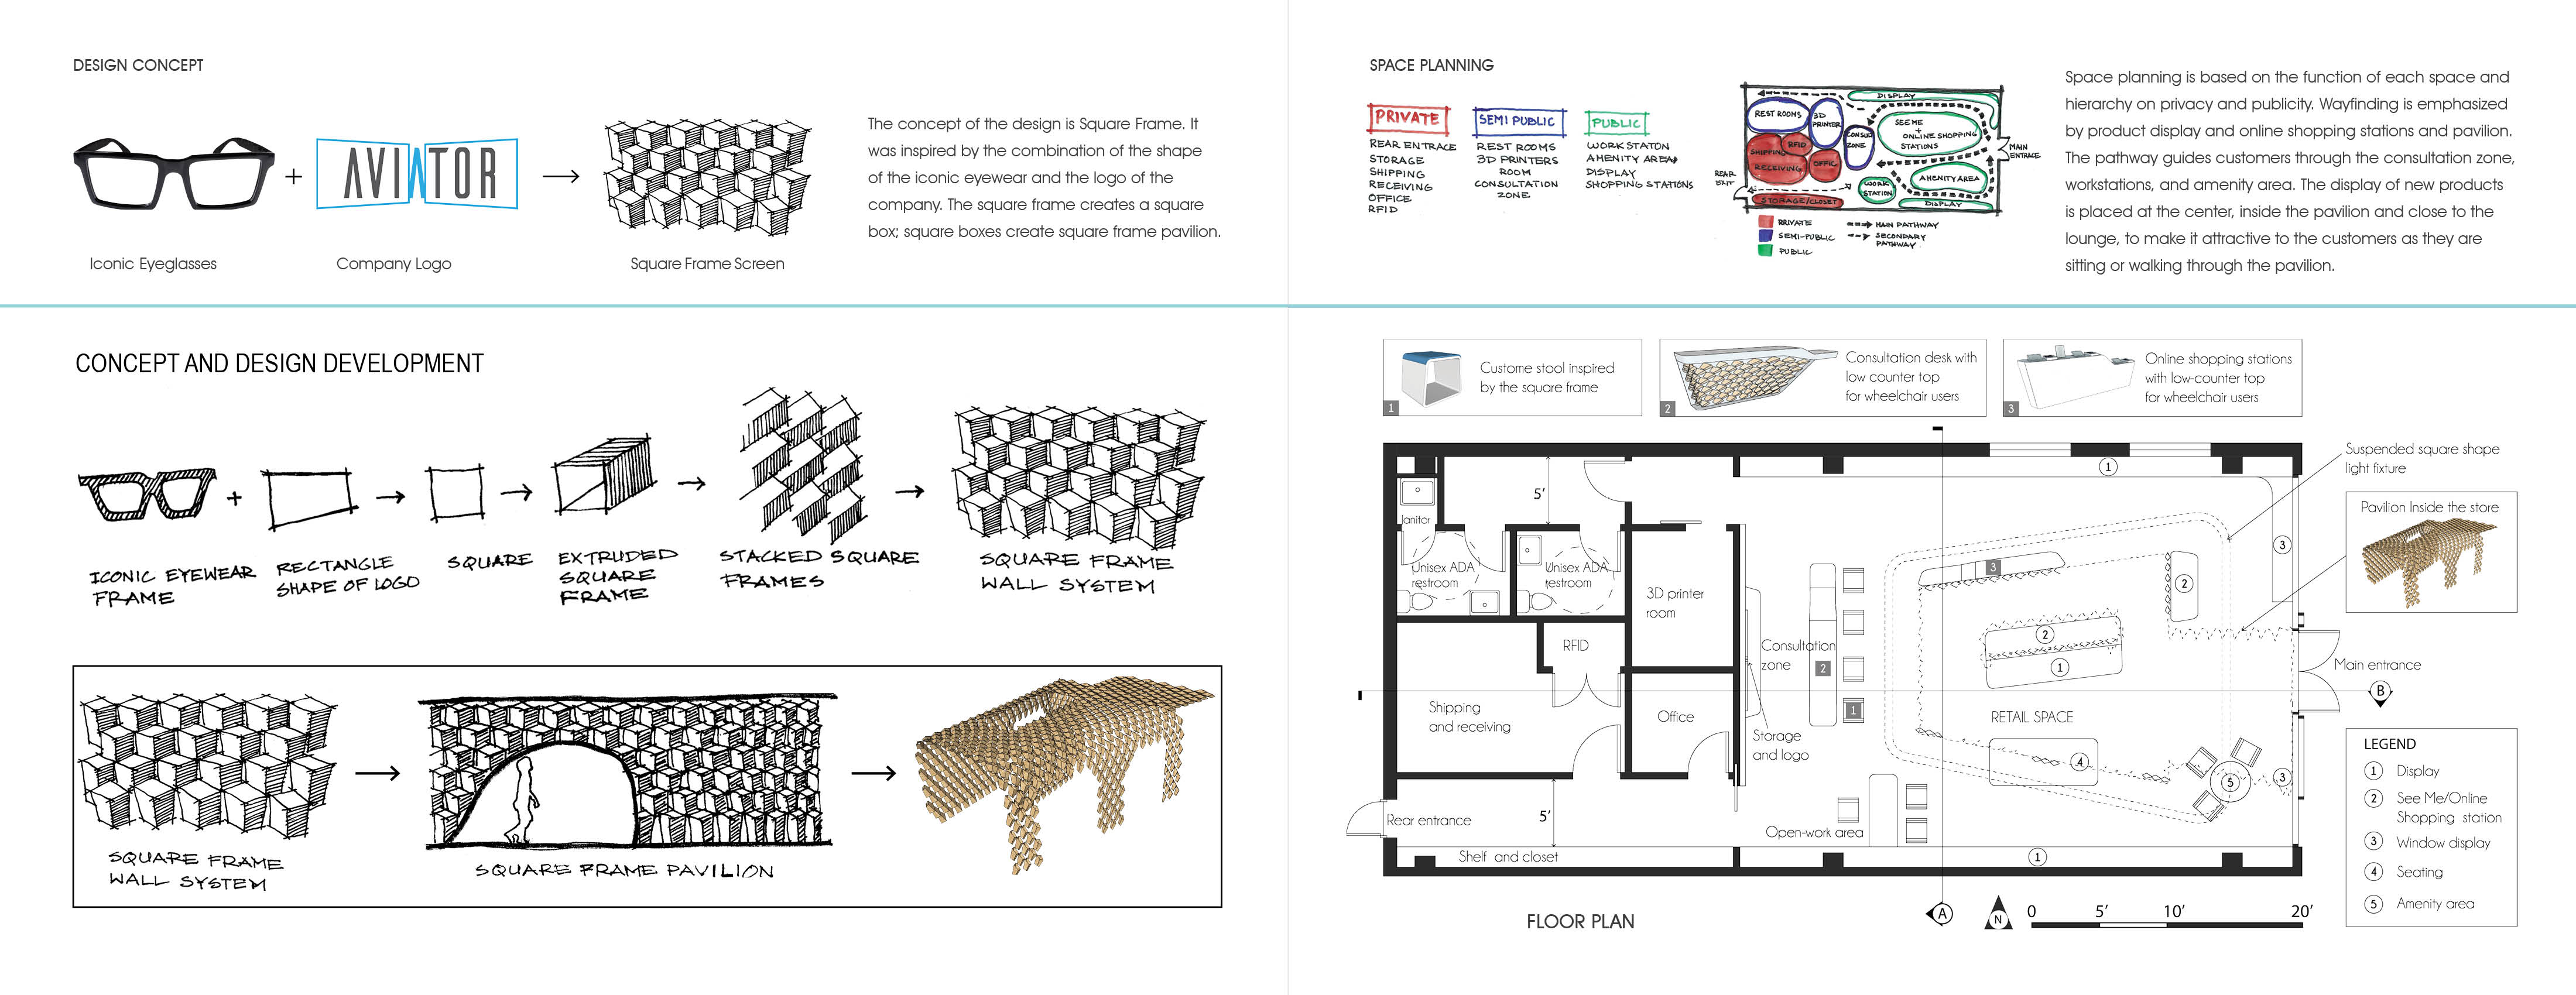 DESIGN CONCEPT
AVIATOR
Iconic Eyeglasses
Company Logo
Square Frame Screen
The concept of the design is Square Frame. It
was inspired by the combination of the shape
of the iconic eyewear and the logo of the
company. The square frame creates a square
box; square boxes create square frame pavilion.
SPACE PLANNING
PRIVATE
REAR ENTRACE
STORAGE
SHIPPING
RECEIVING
OFFICE
RFID
SEMI PUBLIC
REST ROOMS
3D PRINTERS
ROOM
CONSULTATION
ZONE
PUBLIC
WORKSTATON
AMENITY AREA
DISPLAY
SHOPPING STATIONS
DISPLAY
REST ROOMS
3D
PRINTER
CONSUL
ZONE
SEE ME
+
ONLINE SHOPPING
STATIONS
MAIN
ENTRACE
SHIPPING
RFID
RECEIVING
OFFIC
REAR
EXIT
WORK
STATION
AMENITY AREA
STORAGE/CLOSET
DISPLAY
PRIVATE
SEMI-PUBLIC
PUBLIC
MAIN PATHWAY
SECONDARY
PATHWAY
Space planning is based on the function of each space and
hierarchy on privacy and publicity. Wayfinding is emphasized
by product display and online shopping stations and pavilion.
The pathway guides customers through the consultation zone,
workstations, and amenity area. The display of new products
is placed at the center, inside the pavilion and close to the
lounge, to make it attractive to the customers as they are
sitting or walking through the pavilion.
CONCEPT AND DESIGN DEVELOPMENT
ICONIC EYEWEAR
FRAME
RECTANGLE
SHAPE OF LOGO
SQUARE
EXTRUDED
SQUARE
FRAME
STACKED SQUARE
FRAMES
SQUARE FRAME
WALL SYSTEM
SQUARE FRAME
WALL SYSTEM
SQUARE FRAME PAVILION
1
Custome stool inspired
by the square frame
2
Consultation desk with
low counter top
for wheelchair users
3
Online shopping stations
with low-counter top
for wheelchair users
Suspended square shape
light fixture
Pavilion Inside the store
Janitor
5'
Unisex ADA
restroom
Unisex ADA
restroom
3D printer
room
RFID
Shipping
and receiving
Office
Consultation
zone
2
1
Storage
and logo
Rear entrance
5'
Shelf and closet
Open-work area
1
3
3
2
2
1
RETAIL SPACE
4
5
3
1
Main entrance
B
LEGEND
1 Display
2 See Me/Online
Shopping station
3 Window display
4 Seating
5 Amenity area
FLOOR PLAN
A
N
0 5' 10' 20'